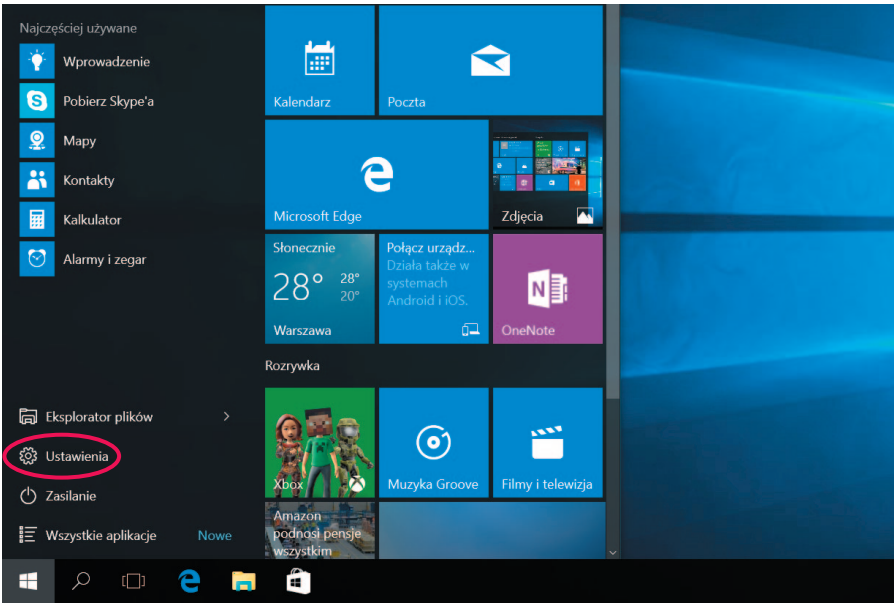 Najczęściej używane
Wprowadzenie
Pobierz Skype'a
Mapy
Kontakty
Kalkulator
Alarmy i zegar
Eksplorator plików
Ustawienia
Zasilanie
Wszystkie aplikacje Nowe
Kalendarz
Poczta
Microsoft Edge
Zdjęcia
Słonecznie
28° 28°
20°
Warszawa
Połącz urządz...
Działa także w
systemach
Android i iOS.
OneNote
Rozrywka
Xbox
Muzyka Groove
Filmy i telewizja
Amazon
podnosi pensje
wszystkim